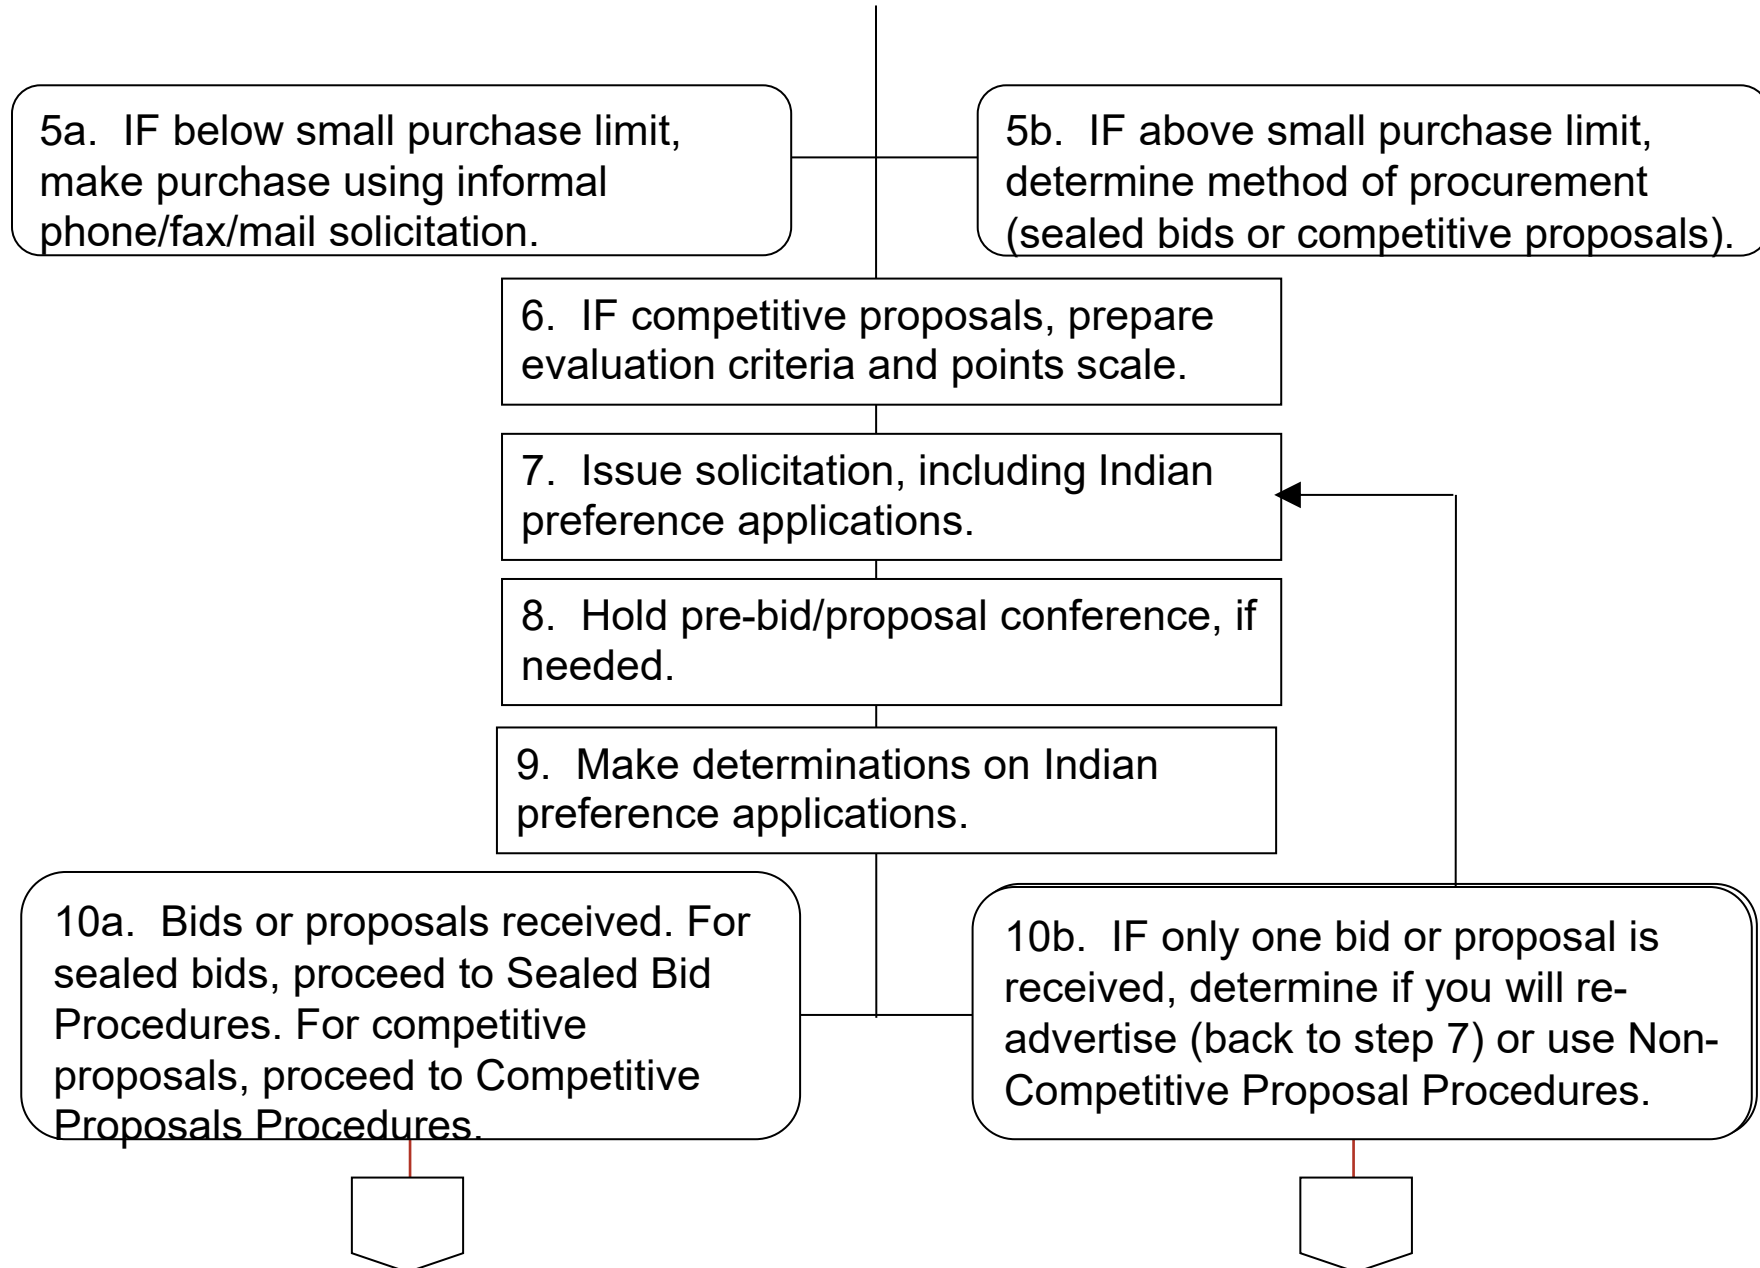 5a.  IF below small purchase limit,
make purchase using informal
phone/fax/mail solicitation.
5b.  IF above small purchase limit,
determine method of procurement
(sealed bids or competitive proposals).
6.  IF competitive proposals, prepare
evaluation criteria and points scale.
7.  Issue solicitation, including Indian
preference applications.
8.  Hold pre-bid/proposal conference, if
needed.
9.  Make determinations on Indian
preference applications.
10a.  Bids or proposals received. For
sealed bids, proceed to Sealed Bid
Procedures. For competitive
proposals, proceed to Competitive
Proposals Procedures.
10b.  IF only one bid or proposal is
received, determine if you will re-
advertise (back to step 7) or use Non-
Competitive Proposal Procedures.